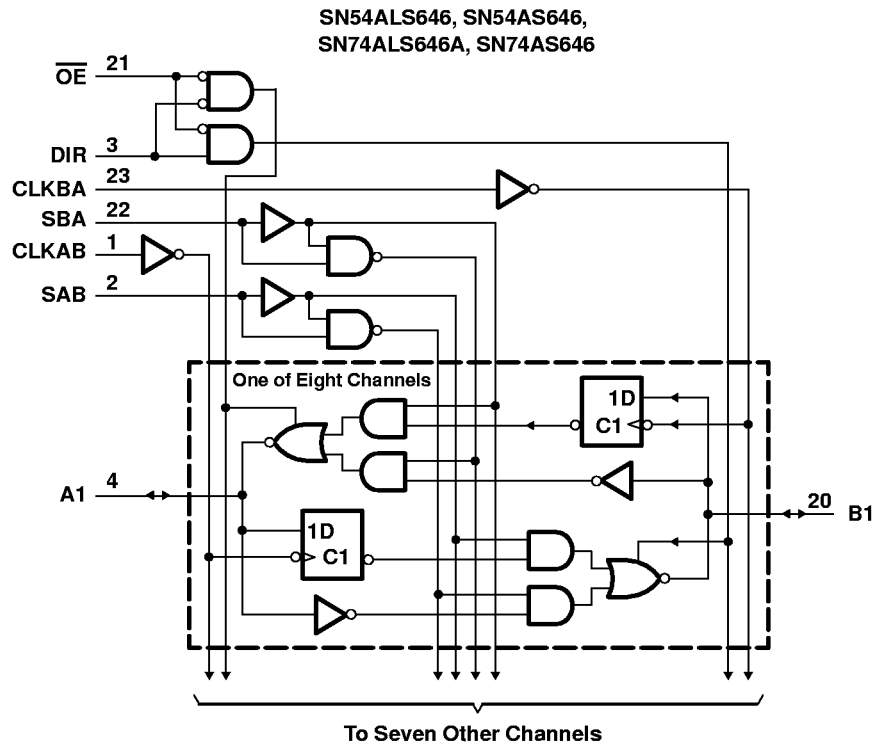 SN54ALS646, SN54AS646,
SN74ALS646A, SN74AS646
OE 21
DIR 3
CLKBA 23
SBA 22
CLKAB 1
SAB 2
One of Eight Channels
1D
C1
A1 4
20 B1
1D
C1
To Seven Other Channels